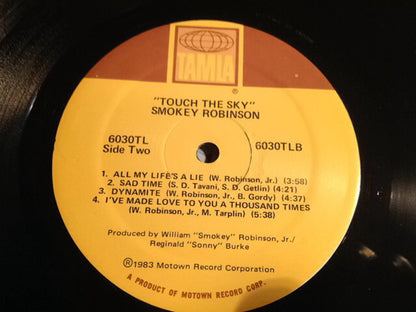 TAMLA
®
"TOUCH THE SKY"
SMOKEY ROBINSON
6030TL
Side Two
6030TLB
1. ALL MY LIFE'S A LIE (W. Robinson, Jr.) (3:58)
2. SAD TIME (S. D. Tavani, S. D. Getlin) (4:21)
3. DYNAMITE (W. Robinson, Jr., B. Gordy) (4:37)
4. I'VE MADE LOVE TO YOU A THOUSAND TIMES
(W. Robinson, Jr., M. Tarplin) (5:38)
Produced by William "Smokey" Robinson, Jr./
Reginald "Sonny" Burke
℗©1983 Motown Record Corporation
A PRODUCT OF MOTOWN RECORD CORP.